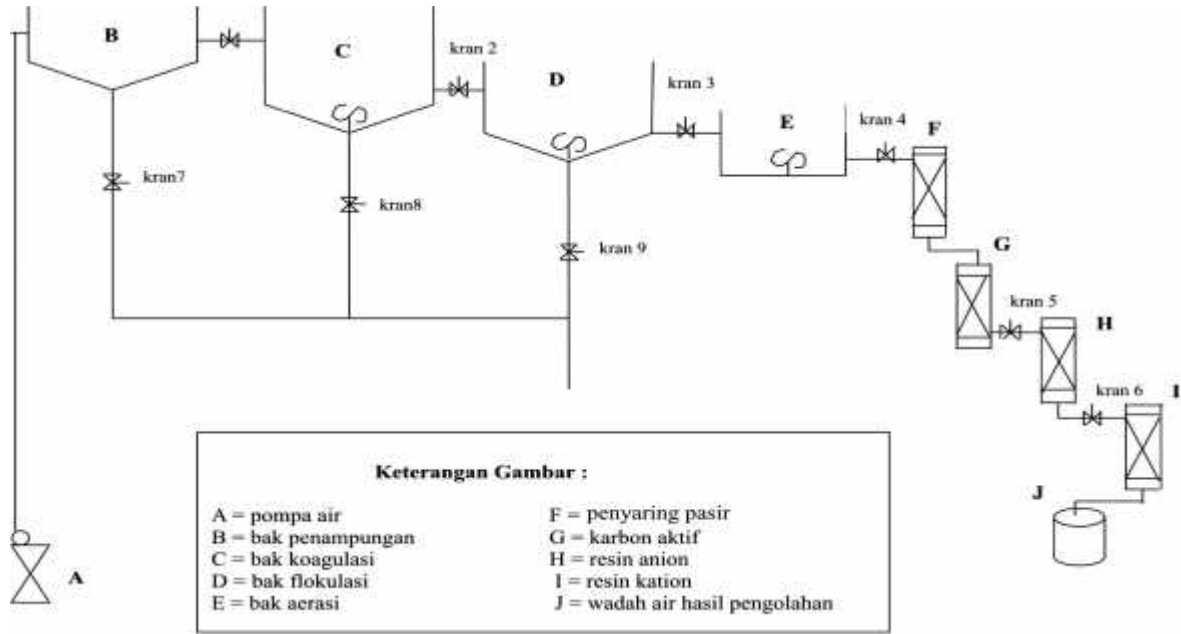 B
C
kran 2
D
kran 3
E
kran 4
F
kran7
kran8
kran 9
G
kran 5
H
kran 6
I
J
A
Keterangan Gambar :
A = pompa air
B = bak penampungan
C = bak koagulasi
D = bak flokulasi
E = bak aerasi
F = penyaring pasir
G = karbon aktif
H = resin anion
I = resin kation
J = wadah air hasil pengolahan